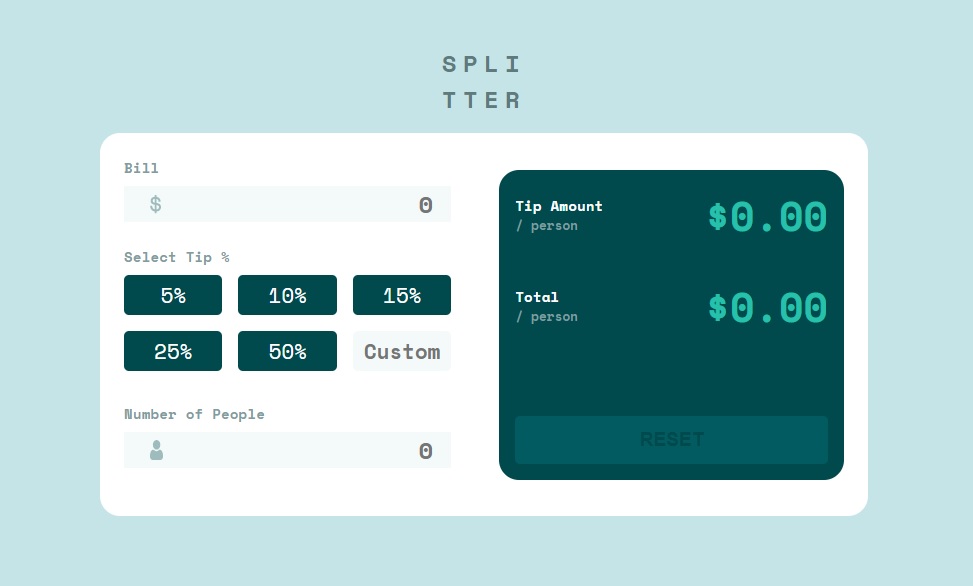 SPLI
TTER
Bill
$ 0
Select Tip %
5% 10% 15%
25% 50% Custom
Number of People
0
Tip Amount
/ person
$0.00
Total
/ person
$0.00
RESET